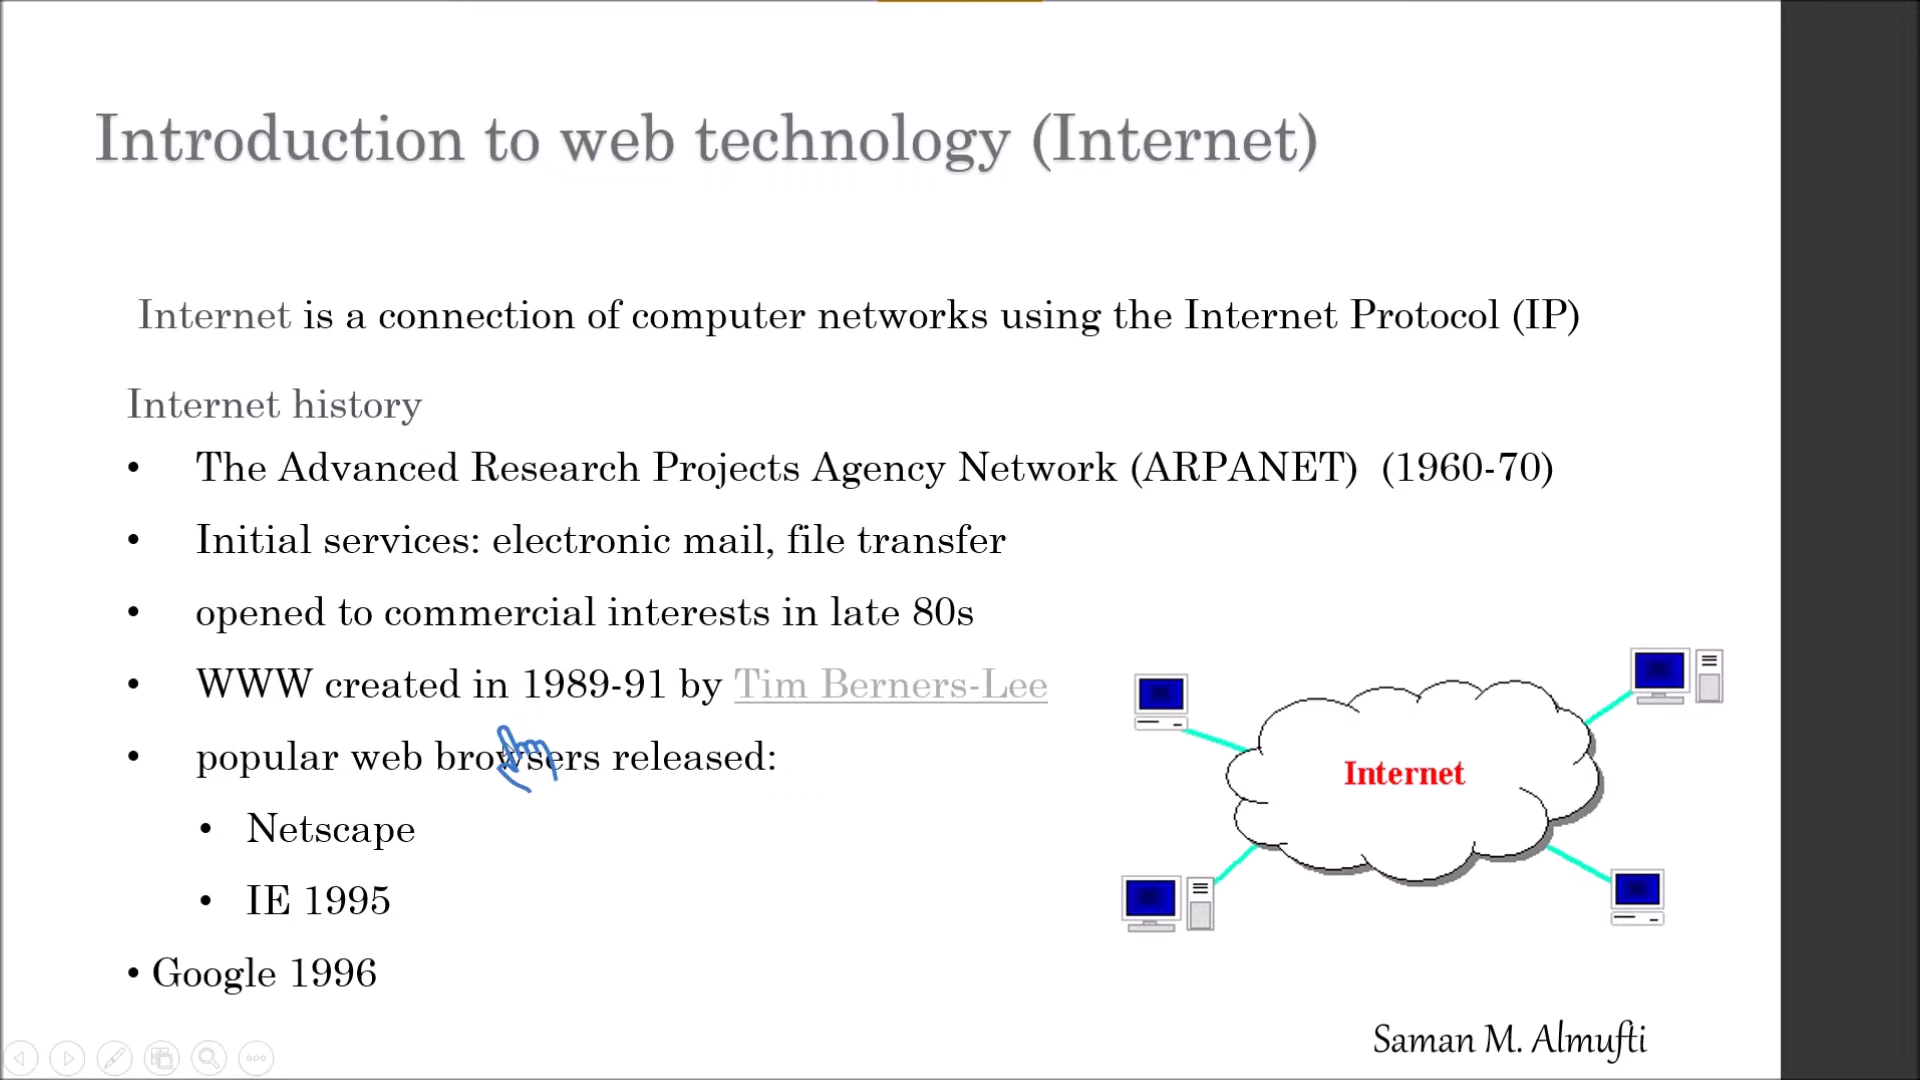 Introduction to web technology (Internet)
Internet is a connection of computer networks using the Internet Protocol (IP)
Internet history
• The Advanced Research Projects Agency Network (ARPANET) (1960-70)
• Initial services: electronic mail, file transfer
• opened to commercial interests in late 80s
• WWW created in 1989-91 by Tim Berners-Lee
• popular web browsers released:
• Netscape
• IE 1995
• Google 1996
Internet
Saman M. Almufti